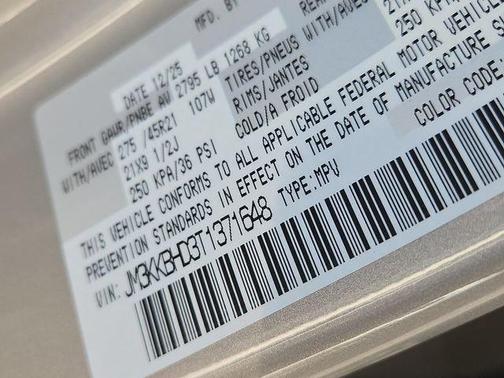 MFD. BY
DATE 12/25
FRONT GAWR/PNBE AV 2795 LB 1268 KG
WITH/AVEC 275 /45R21 107W TIRES/PNEUS WITH/AVEC
21X9 1/2J RIMS/JANTES
250 KPA/36 PSI COLD/A FROID 250 KPA
THIS VEHICLE CONFORMS TO ALL APPLICABLE FEDERAL MOTOR VEHICLE
PREVENTION STANDARDS IN EFFECT ON THE DATE OF MANUFACTURE
VIN: JM3KKBHD3T1371648 TYPE:MPV COLOR CODE: